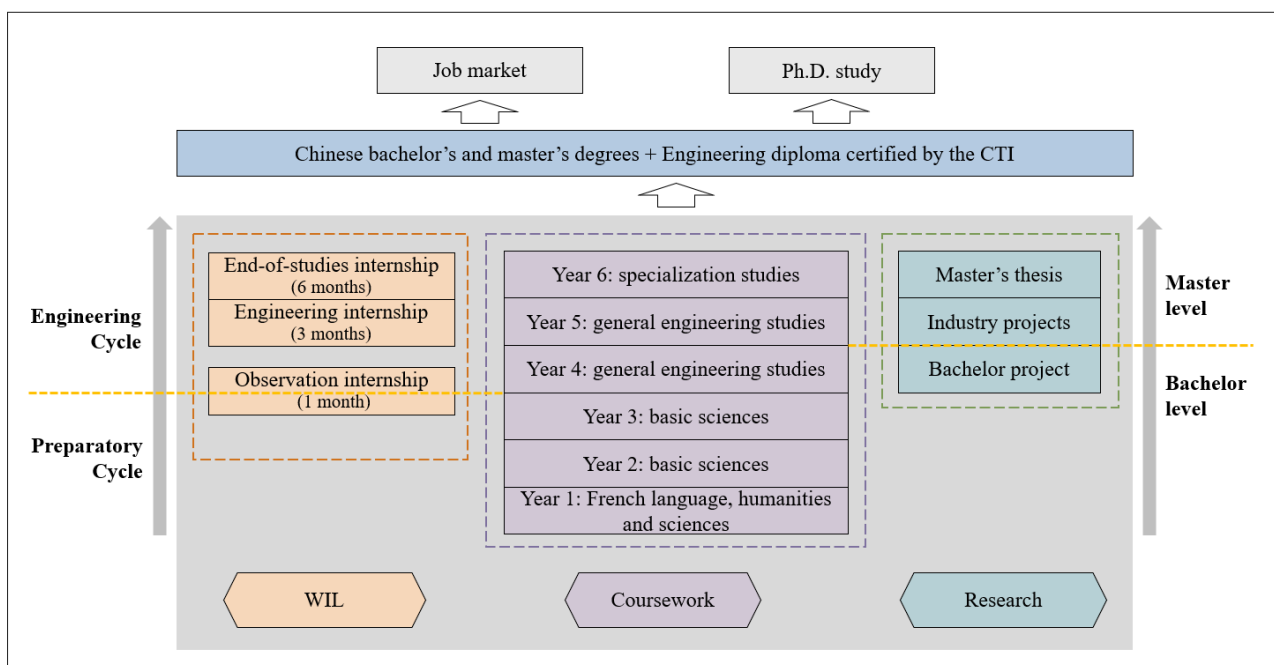 Job market
Ph.D. study
Chinese bachelor's and master's degrees + Engineering diploma certified by the CTI
Engineering
Cycle
Preparatory
Cycle
End-of-studies internship
(6 months)
Engineering internship
(3 months)
Observation internship
(1 month)
Year 6: specialization studies
Year 5: general engineering studies
Year 4: general engineering studies
Year 3: basic sciences
Year 2: basic sciences
Year 1: French language, humanities
and sciences
Master's thesis
Industry projects
Bachelor project
Master
level
Bachelor
level
WIL
Coursework
Research